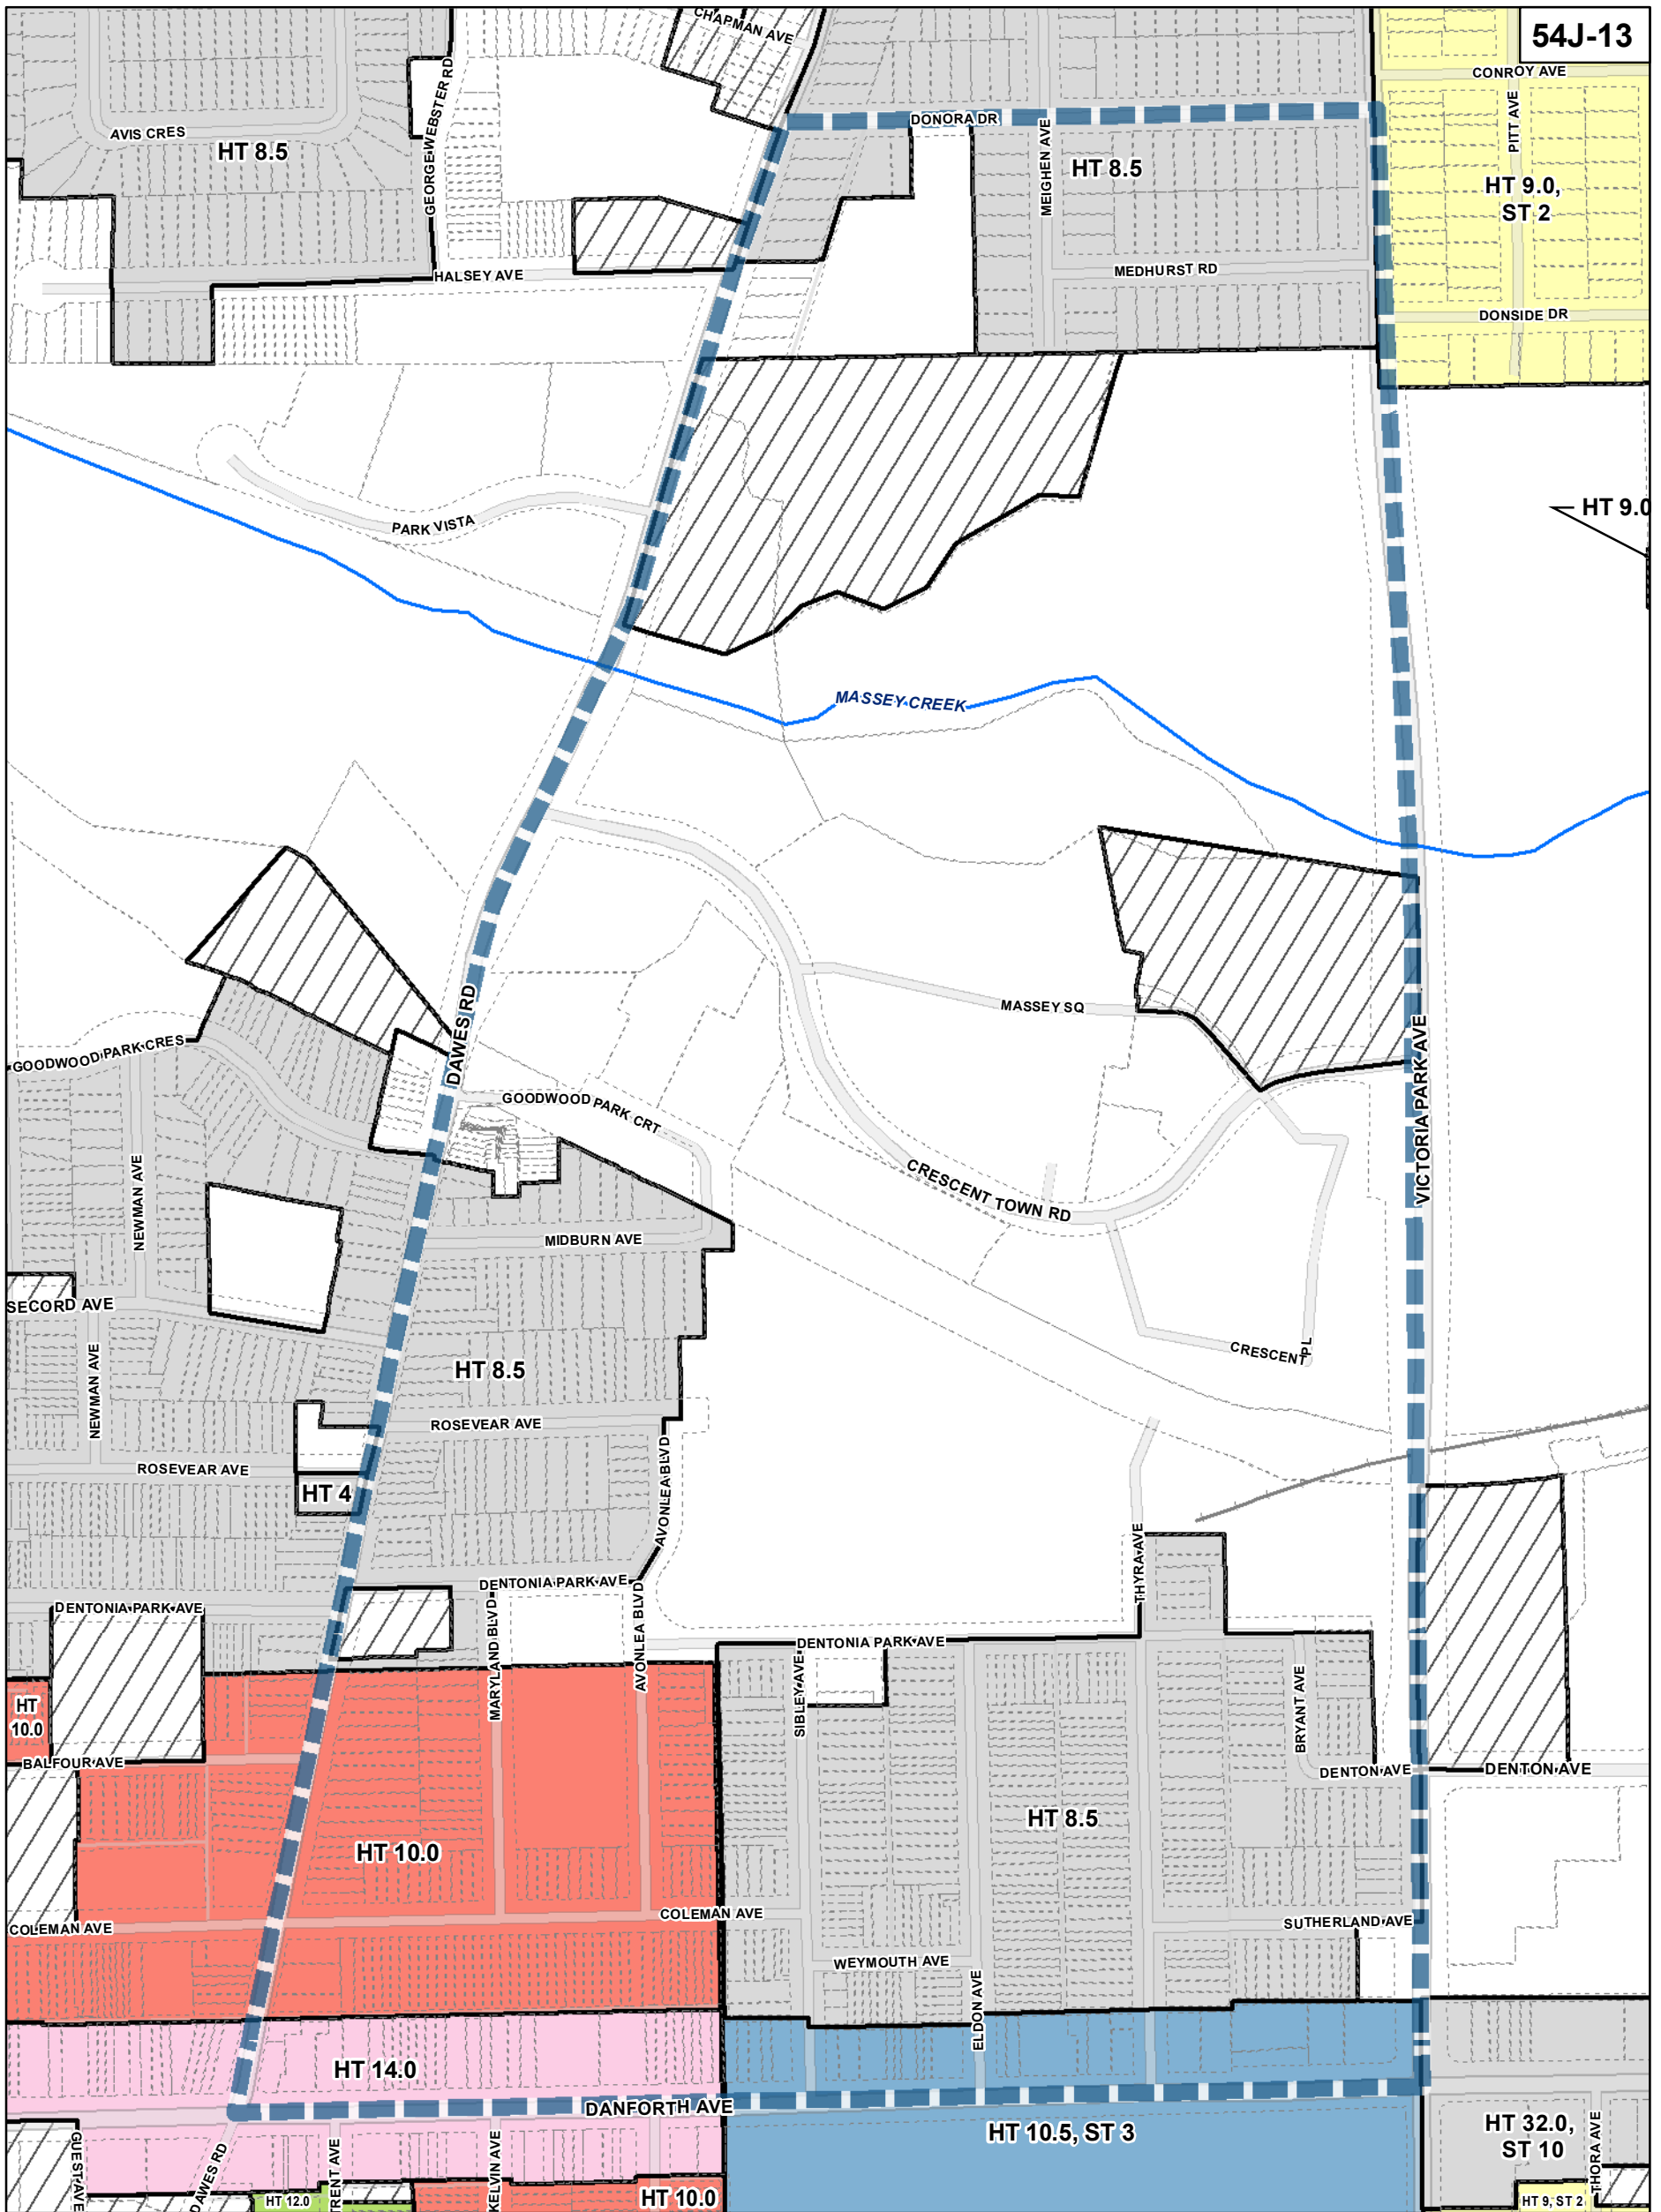 CHAPMAN AVE
54J-13
CONROY AVE
GEORGE WEBSTER RD
PITT AVE
DONORA DR
AVIS CRES
HT 8.5
MEIGHEN AVE
HT 8.5
HT 9.0,
ST 2
HALSEY AVE
MEDHURST RD
DONSIDE DR
PARK VISTA
HT 9.0
MASSEY CREEK
DAWES RD
MASSEY SQ
VICTORIA PARK AVE
GOODWOOD PARK CRES
GOODWOOD PARK CRT
CRESCENT TOWN RD
NEWMAN AVE
MIDBURN AVE
SECORD AVE
CRESCENT PL
NEWMAN AVE
HT 8.5
ROSEVEAR AVE
AVONLEA BLVD
ROSEVEAR AVE
HT 4
THYRA AVE
DENTONIA PARK AVE
DENTONIA PARK AVE
MARYLAND BLVD
AVONLEA BLVD
DENTONIA PARK AVE
SIBLEY AVE
BRYANT AVE
HT
10.0
BALFOUR AVE
DENTON AVE
DENTON AVE
HT 8.5
HT 10.0
COLEMAN AVE
COLEMAN AVE
SUTHERLAND AVE
WEYMOUTH AVE
ELDON AVE
HT 14.0
DANFORTH AVE
HT 10.5, ST 3
HT 32.0,
ST 10
GUEST AVE
DAWES RD
TRENT AVE
KELVIN AVE
THORA AVE
HT 12.0
HT 10.0
HT 9, ST 2